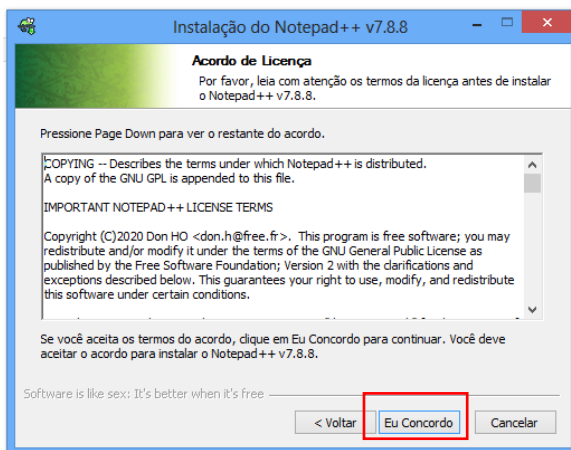 Instalação do Notepad++ v7.8.8
Acordo de Licença
Por favor, leia com atenção os termos da licença antes de instalar
o Notepad++ v7.8.8.
Pressione Page Down para ver o restante do acordo.
COPYING -- Describes the terms under which Notepad++ is distributed.
A copy of the GNU GPL is appended to this file.
IMPORTANT NOTEPAD++ LICENSE TERMS
Copyright (C)2020 Don HO <don.h@free.fr>. This program is free software; you may
redistribute and/or modify it under the terms of the GNU General Public License as
published by the Free Software Foundation; Version 2 with the clarifications and
exceptions described below. This guarantees your right to use, modify, and redistribute
this software under certain conditions.
Se você aceita os termos do acordo, clique em Eu Concordo para continuar. Você deve
aceitar o acordo para instalar o Notepad++ v7.8.8.
Software is like sex: It's better when it's free
< Voltar Eu Concordo Cancelar